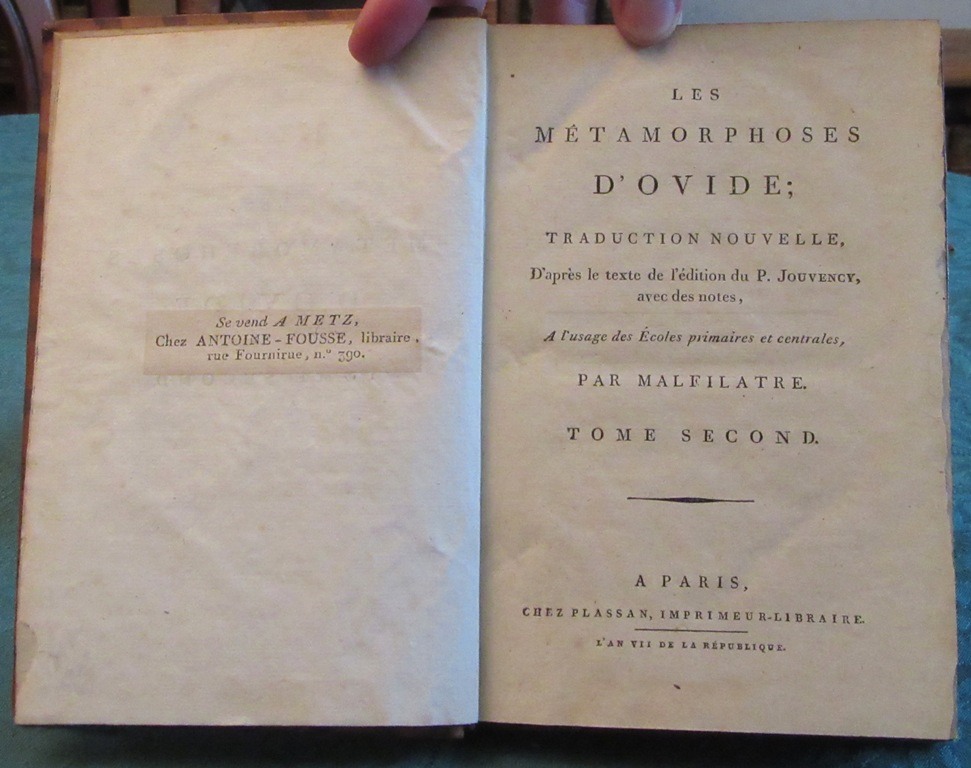 Se vend A METZ,
Chez ANTOINE-FOUSSE, libraire,
rue Fournirue, n.° 390.
LES
MÉTAMORPHOSES
D'OVIDE;
TRADUCTION NOUVELLE,
D'après le texte de l'édition du P. JOUVENCY,
avec des notes,
A l'usage des Écoles primaires et centrales,
PAR MALFILATRE.
TOME SECOND.
A PARIS,
CHEZ PLASSAN, IMPRIMEUR-LIBRAIRE.
L'AN VII DE LA RÉPUBLIQUE.